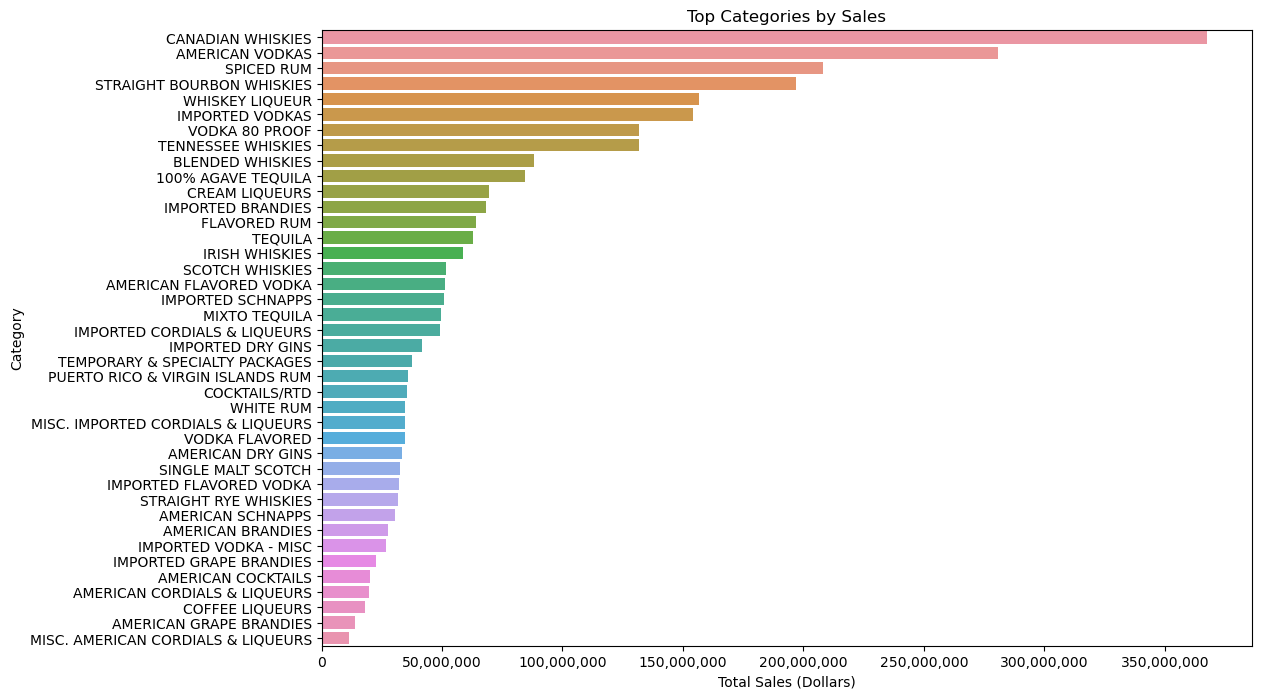 Top Categories by Sales
CANADIAN WHISKIES
AMERICAN VODKAS
SPICED RUM
STRAIGHT BOURBON WHISKIES
WHISKEY LIQUEUR
IMPORTED VODKAS
VODKA 80 PROOF
TENNESSEE WHISKIES
BLENDED WHISKIES
100% AGAVE TEQUILA
CREAM LIQUEURS
IMPORTED BRANDIES
FLAVORED RUM
TEQUILA
IRISH WHISKIES
SCOTCH WHISKIES
AMERICAN FLAVORED VODKA
IMPORTED SCHNAPPS
MIXTO TEQUILA
IMPORTED CORDIALS & LIQUEURS
IMPORTED DRY GINS
TEMPORARY & SPECIALTY PACKAGES
PUERTO RICO & VIRGIN ISLANDS RUM
COCKTAILS/RTD
WHITE RUM
MISC. IMPORTED CORDIALS & LIQUEURS
VODKA FLAVORED
AMERICAN DRY GINS
SINGLE MALT SCOTCH
IMPORTED FLAVORED VODKA
STRAIGHT RYE WHISKIES
AMERICAN SCHNAPPS
AMERICAN BRANDIES
IMPORTED VODKA - MISC
IMPORTED GRAPE BRANDIES
AMERICAN COCKTAILS
AMERICAN CORDIALS & LIQUEURS
COFFEE LIQUEURS
AMERICAN GRAPE BRANDIES
MISC. AMERICAN CORDIALS & LIQUEURS
Category
0 50,000,000 100,000,000 150,000,000 200,000,000 250,000,000 300,000,000 350,000,000
Total Sales (Dollars)